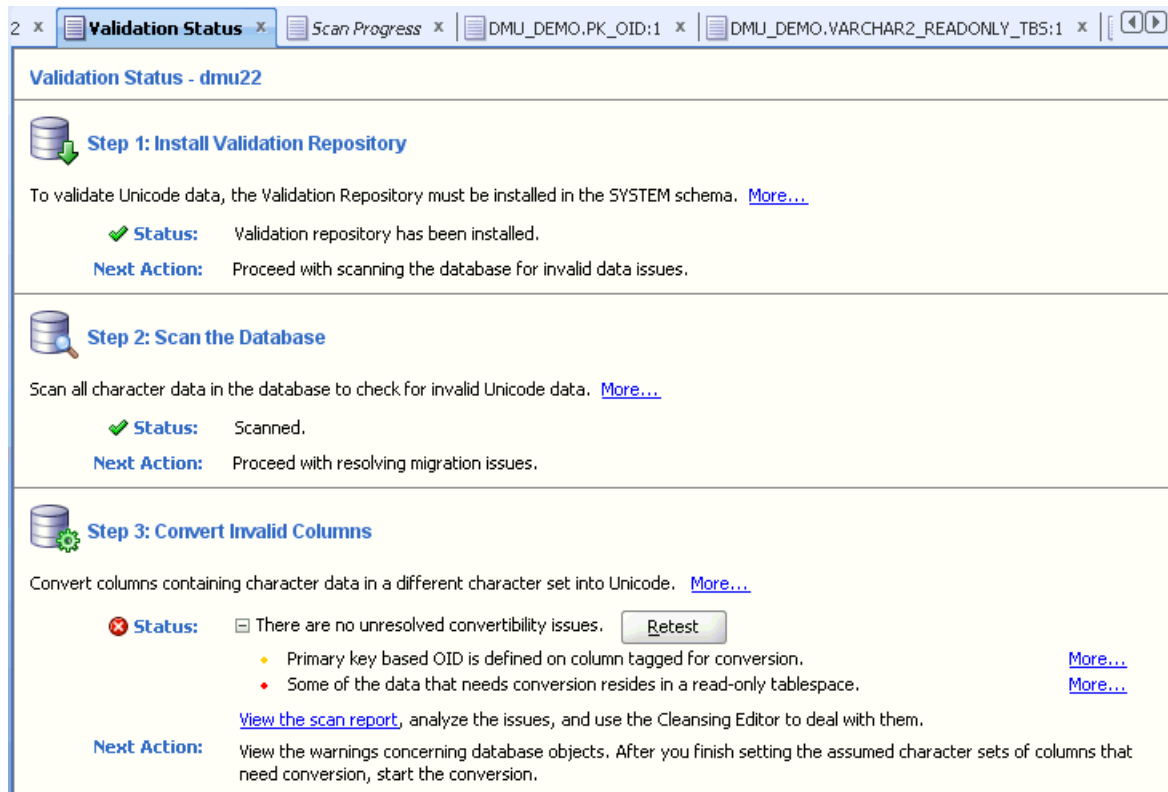 2 x Validation Status x Scan Progress x DMU_DEMO.PK_OID:1 x DMU_DEMO.VARCHAR2_READONLY_TBS:1 x
Validation Status - dmu22
Step 1: Install Validation Repository
To validate Unicode data, the Validation Repository must be installed in the SYSTEM schema. More...
Status: Validation repository has been installed.
Next Action: Proceed with scanning the database for invalid data issues.
Step 2: Scan the Database
Scan all character data in the database to check for invalid Unicode data. More...
Status: Scanned.
Next Action: Proceed with resolving migration issues.
Step 3: Convert Invalid Columns
Convert columns containing character data in a different character set into Unicode. More...
Status: There are no unresolved convertibility issues. Retest
Primary key based OID is defined on column tagged for conversion. More...
Some of the data that needs conversion resides in a read-only tablespace. More...
View the scan report, analyze the issues, and use the Cleansing Editor to deal with them.
Next Action: View the warnings concerning database objects. After you finish setting the assumed character sets of columns that
need conversion, start the conversion.